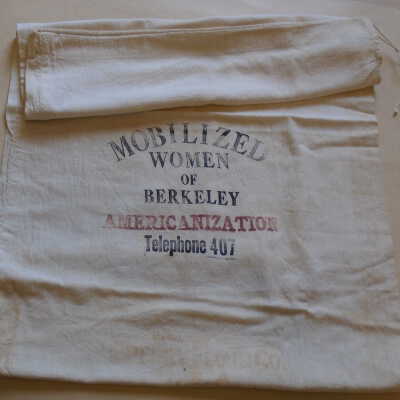 MOBILIZED
WOMEN
OF
BERKELEY
AMERICANIZATION
Telephone 407